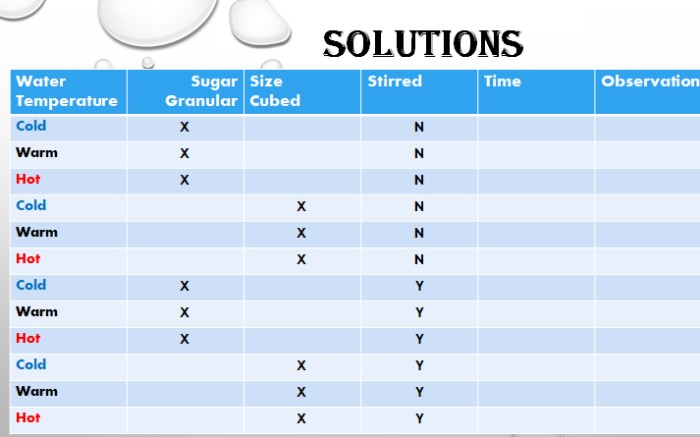 SOLUTIONS
Water Temperature Sugar Granular Size Cubed Stirred Time Observation
Cold X N
Warm X N
Hot X N
Cold X N
Warm X N
Hot X N
Cold X Y
Warm X Y
Hot X Y
Cold X Y
Warm X Y
Hot X Y